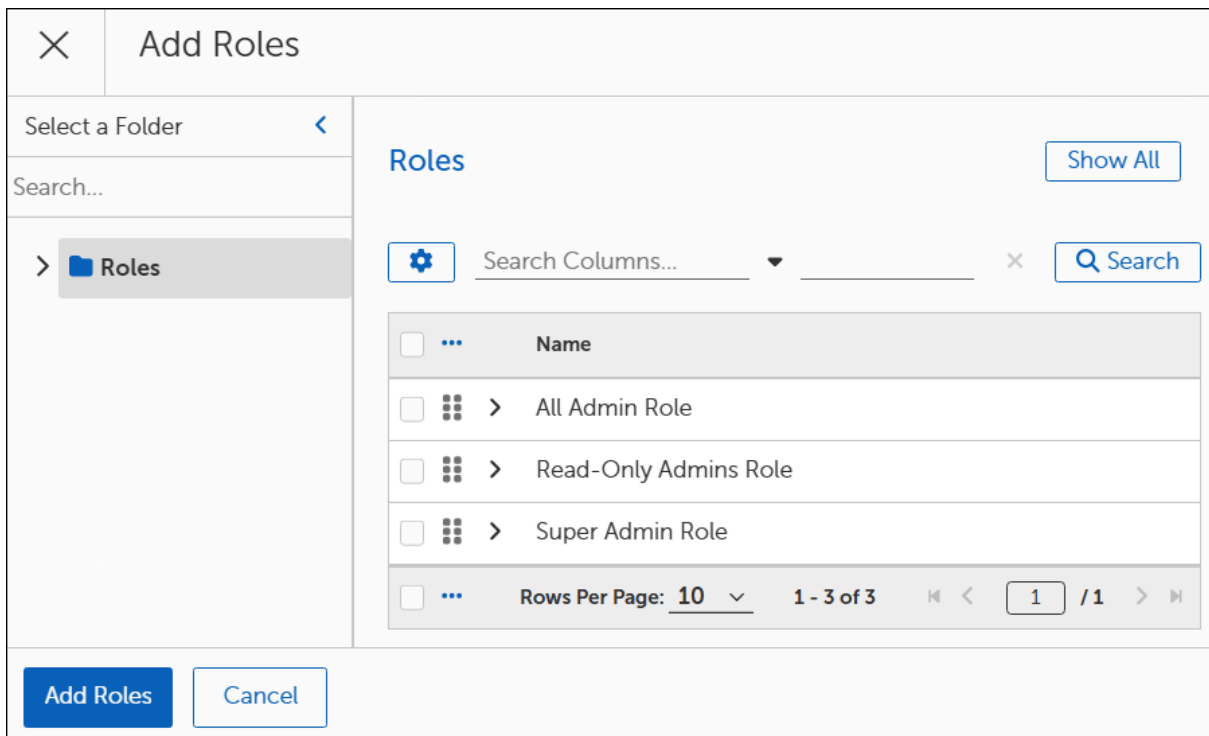 Add Roles
Select a Folder
Search...
Roles
Roles
Show All
Search Columns...
Search
Name
All Admin Role
Read-Only Admins Role
Super Admin Role
Rows Per Page: 10 1 - 3 of 3 1 / 1
Add Roles Cancel